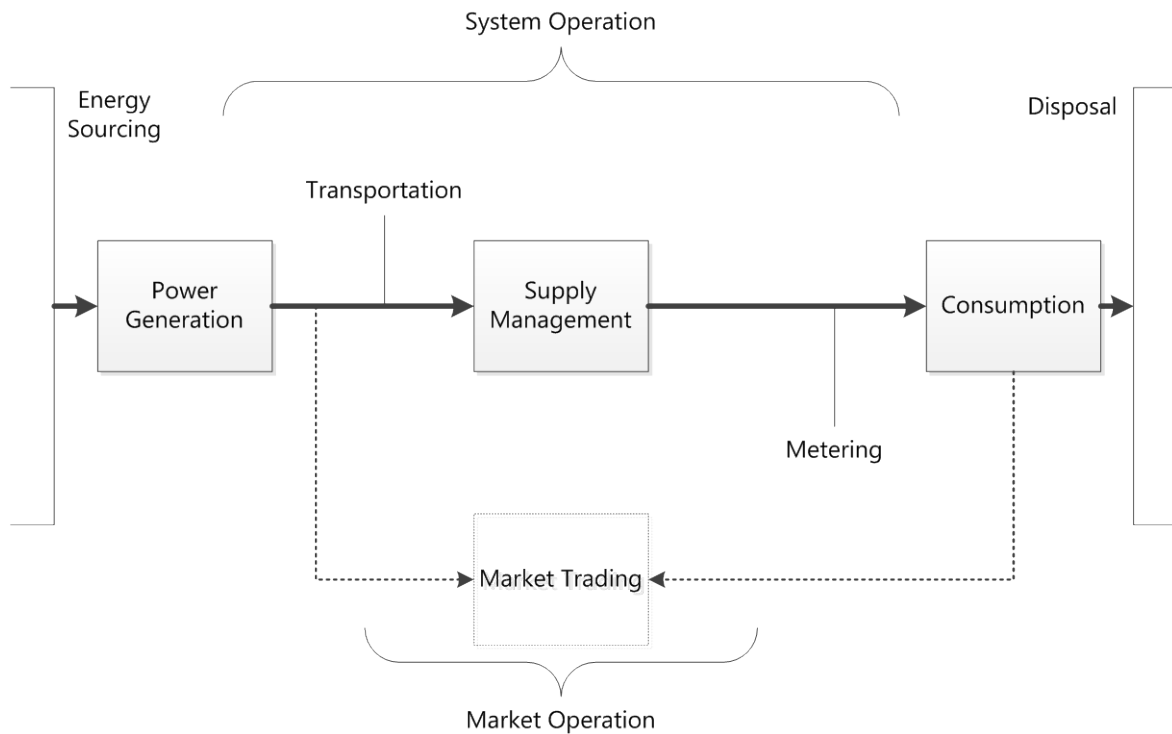 System Operation
Energy
Sourcing
Disposal
Transportation
Power
Generation
Supply
Management
Consumption
Metering
Market Trading
Market Operation